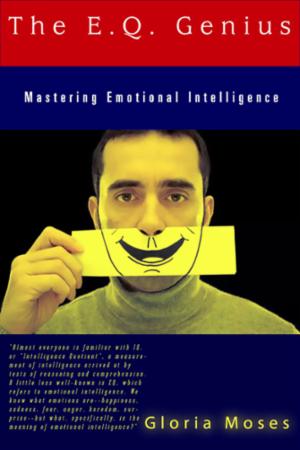 The E.Q. Genius
Mastering Emotional Intelligence
"Almost everyone is familiar with IQ,
or "Intelligence Quotient", a measure-
ment of intelligence arrived at by
tests of reasoning and comprehension.
A little less well-known is EQ, which
refers to emotional intelligence. We
know what emotions are--happiness,
sadness, fear, anger, boredom, sur-
prise--but what, specifically, is the
meaning of emotional intelligence?"
Gloria Moses